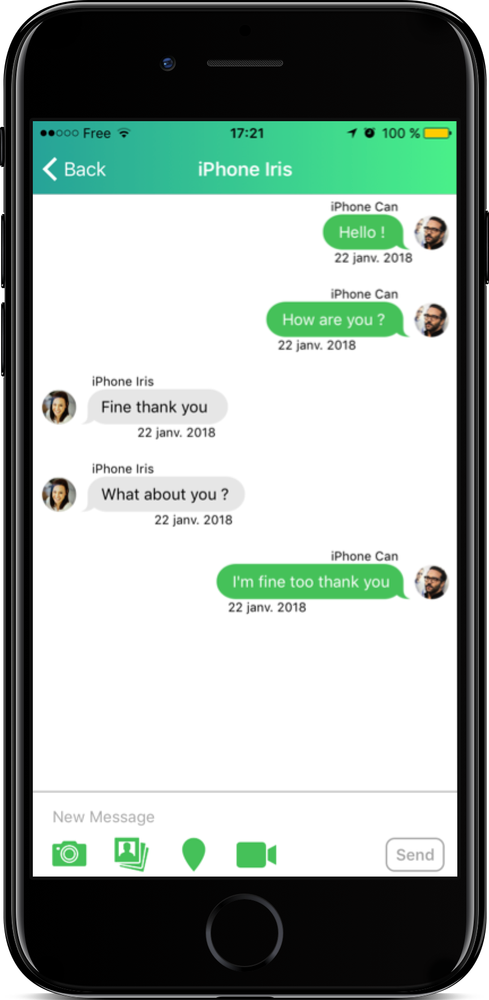 Free 17:21 100 %
Back iPhone Iris
iPhone Can
Hello !
22 janv. 2018
iPhone Can
How are you ?
22 janv. 2018
iPhone Iris
Fine thank you
22 janv. 2018
iPhone Iris
What about you ?
22 janv. 2018
iPhone Can
I'm fine too thank you
22 janv. 2018
New Message
Send